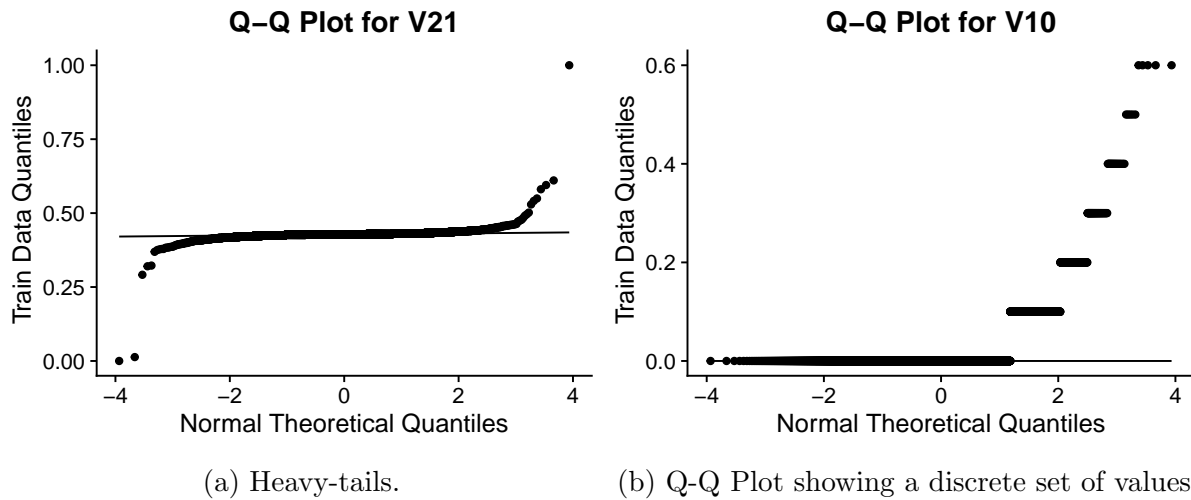 Q−Q Plot for V21
1.00
0.75
0.50
0.25
0.00
Train Data Quantiles
−4 −2 0 2 4
Normal Theoretical Quantiles
(a) Heavy-tails.
Q−Q Plot for V10
0.6
0.4
0.2
0.0
Train Data Quantiles
−4 −2 0 2 4
Normal Theoretical Quantiles
(b) Q-Q Plot showing a discrete set of values